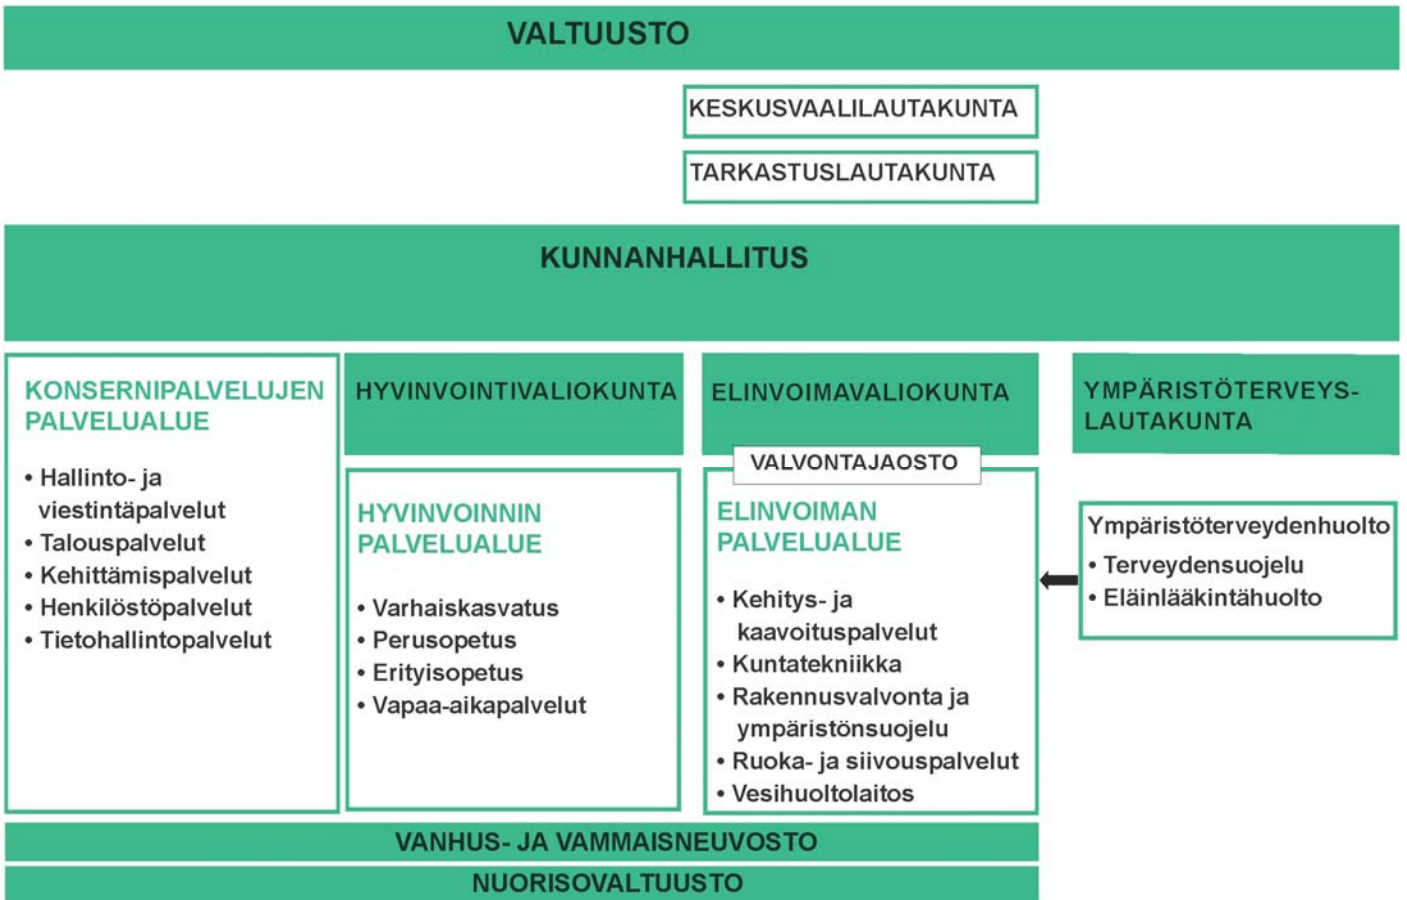 VALTUUSTO
KESKUSVAALILAUTAKUNTA
TARKASTUSLAUTAKUNTA
KUNNANHALLITUS
KONSERNIPALVELUJEN
PALVELUALUE
• Hallinto- ja
viestintäpalvelut
• Talouspalvelut
• Kehittämispalvelut
• Henkilöstöpalvelut
• Tietohallintopalvelut
HYVINVOINTIVALIOKUNTA
HYVINVOINNIN
PALVELUALUE
• Varhaiskasvatus
• Perusopetus
• Erityisopetus
• Vapaa-aikapalvelut
ELINVOIMAVALIOKUNTA
VALVONTAJAOSTO
ELINVOIMAN
PALVELUALUE
• Kehitys- ja
kaavoituspalvelut
• Kuntatekniikka
• Rakennusvalvonta ja
ympäristönsuojelu
• Ruoka- ja siivouspalvelut
• Vesihuoltolaitos
YMPÄRISTÖTERVEYS-
LAUTAKUNTA
Ympäristöterveydenhuolto
• Terveydensuojelu
• Eläinlääkintähuolto
VANHUS- JA VAMMAISNEUVOSTO
NUORISOVALTUUSTO